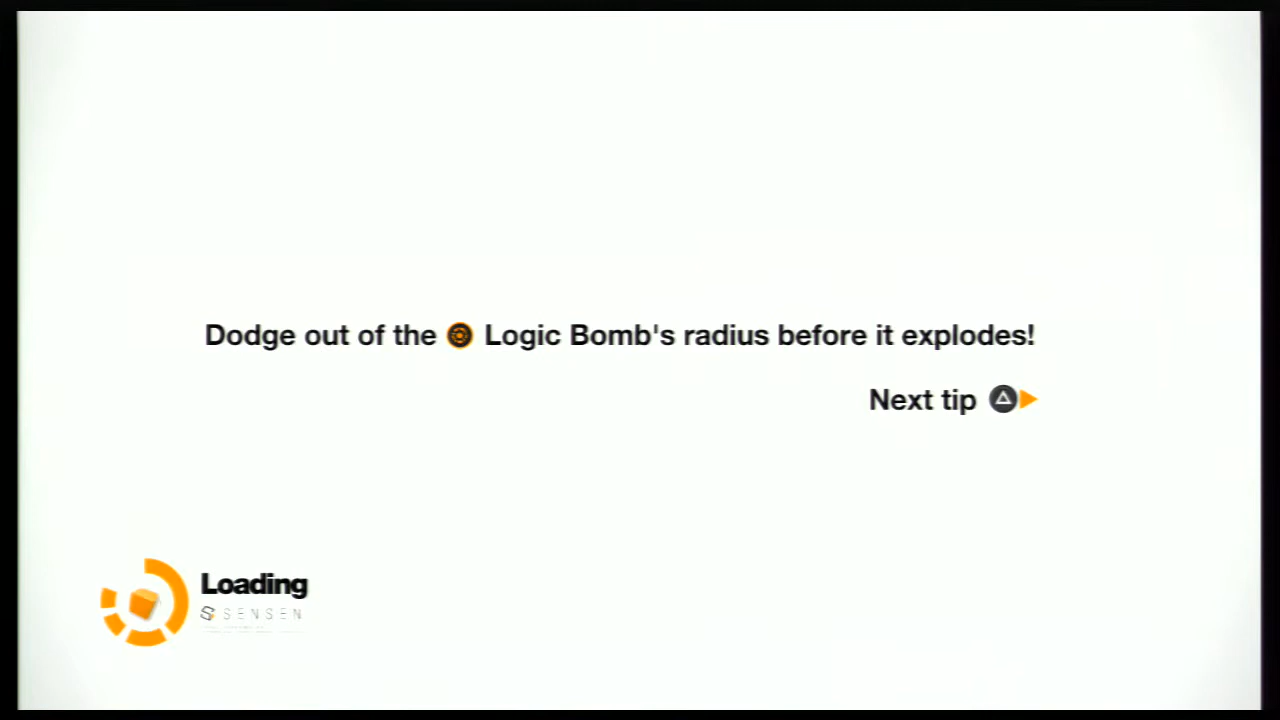 Dodge out of the Logic Bomb's radius before it explodes!
Next tip
Loading
SENSEN